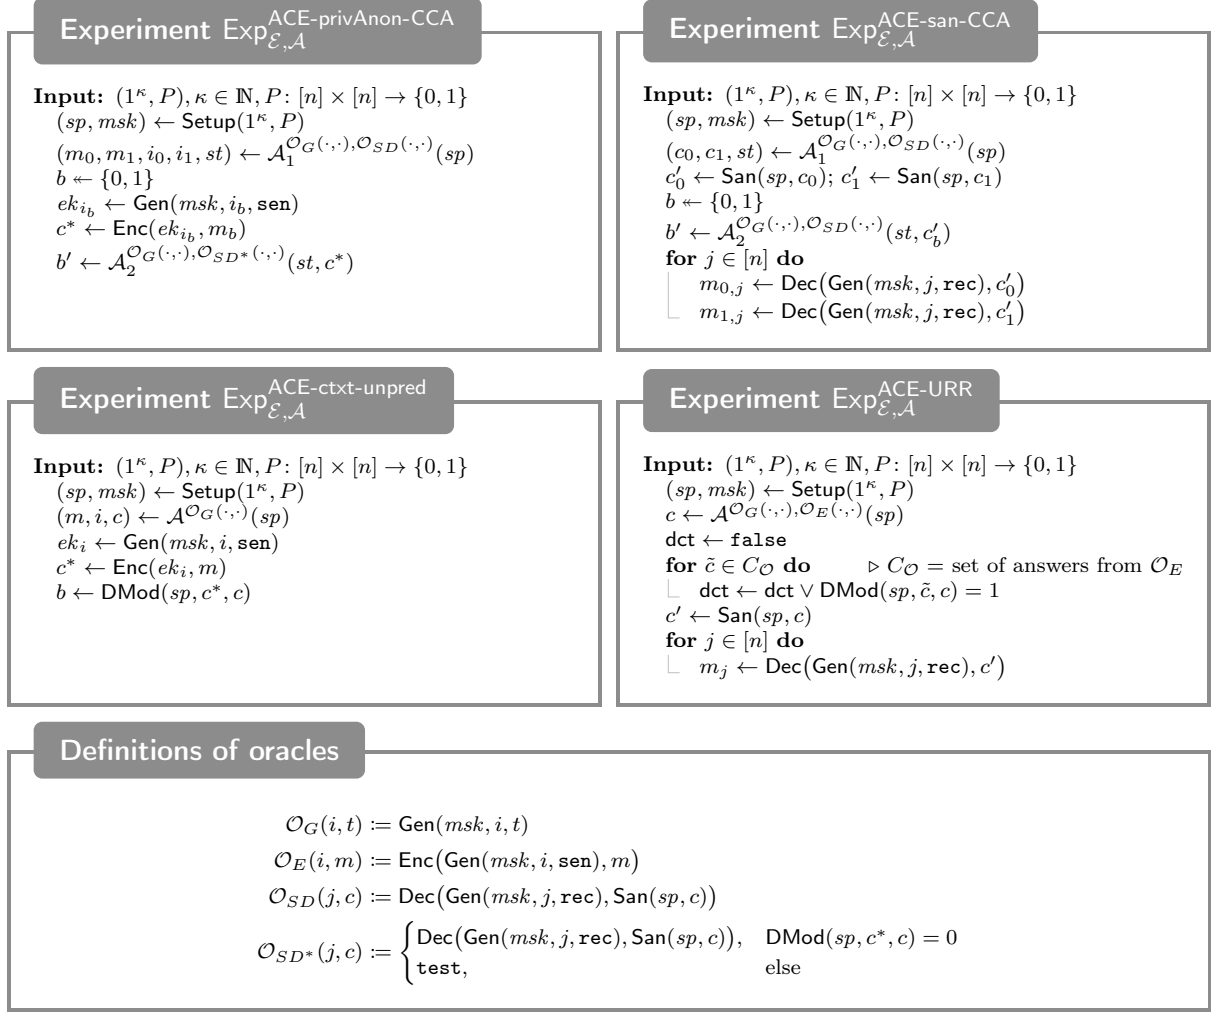 Experiment Exp^{ACE-privAnon-CCA}_{ℰ,𝒜}
Input: (1^κ, P), κ ∈ ℕ, P: [n] × [n] → {0, 1}
(sp, msk) ← Setup(1^κ, P)
(m_0, m_1, i_0, i_1, st) ← 𝒜_1^{𝒪_G(·,·),𝒪_{SD}(·,·)}(sp)
b ↞ {0, 1}
ek_{i_b} ← Gen(msk, i_b, sen)
c* ← Enc(ek_{i_b}, m_b)
b′ ← 𝒜_2^{𝒪_G(·,·),𝒪_{SD*}(·,·)}(st, c*)
Experiment Exp^{ACE-san-CCA}_{ℰ,𝒜}
Input: (1^κ, P), κ ∈ ℕ, P: [n] × [n] → {0, 1}
(sp, msk) ← Setup(1^κ, P)
(c_0, c_1, st) ← 𝒜_1^{𝒪_G(·,·),𝒪_{SD}(·,·)}(sp)
c′_0 ← San(sp, c_0); c′_1 ← San(sp, c_1)
b ↞ {0, 1}
b′ ← 𝒜_2^{𝒪_G(·,·),𝒪_{SD}(·,·)}(st, c′_b)
for j ∈ [n] do
m_{0,j} ← Dec(Gen(msk, j, rec), c′_0)
m_{1,j} ← Dec(Gen(msk, j, rec), c′_1)
Experiment Exp^{ACE-ctxt-unpred}_{ℰ,𝒜}
Input: (1^κ, P), κ ∈ ℕ, P: [n] × [n] → {0, 1}
(sp, msk) ← Setup(1^κ, P)
(m, i, c) ← 𝒜^{𝒪_G(·,·)}(sp)
ek_i ← Gen(msk, i, sen)
c* ← Enc(ek_i, m)
b ← DMod(sp, c*, c)
Experiment Exp^{ACE-URR}_{ℰ,𝒜}
Input: (1^κ, P), κ ∈ ℕ, P: [n] × [n] → {0, 1}
(sp, msk) ← Setup(1^κ, P)
c ← 𝒜^{𝒪_G(·,·),𝒪_E(·,·)}(sp)
dct ← false
for c̃ ∈ C_𝒪 do ▷ C_𝒪 = set of answers from 𝒪_E
dct ← dct ∨ DMod(sp, c̃, c) = 1
c′ ← San(sp, c)
for j ∈ [n] do
m_j ← Dec(Gen(msk, j, rec), c′)
Definitions of oracles
𝒪_G(i, t) ≔ Gen(msk, i, t)
𝒪_E(i, m) ≔ Enc(Gen(msk, i, sen), m)
𝒪_{SD}(j, c) ≔ Dec(Gen(msk, j, rec), San(sp, c))
𝒪_{SD*}(j, c) ≔ { Dec(Gen(msk, j, rec), San(sp, c)), DMod(sp, c*, c) = 0
test, else